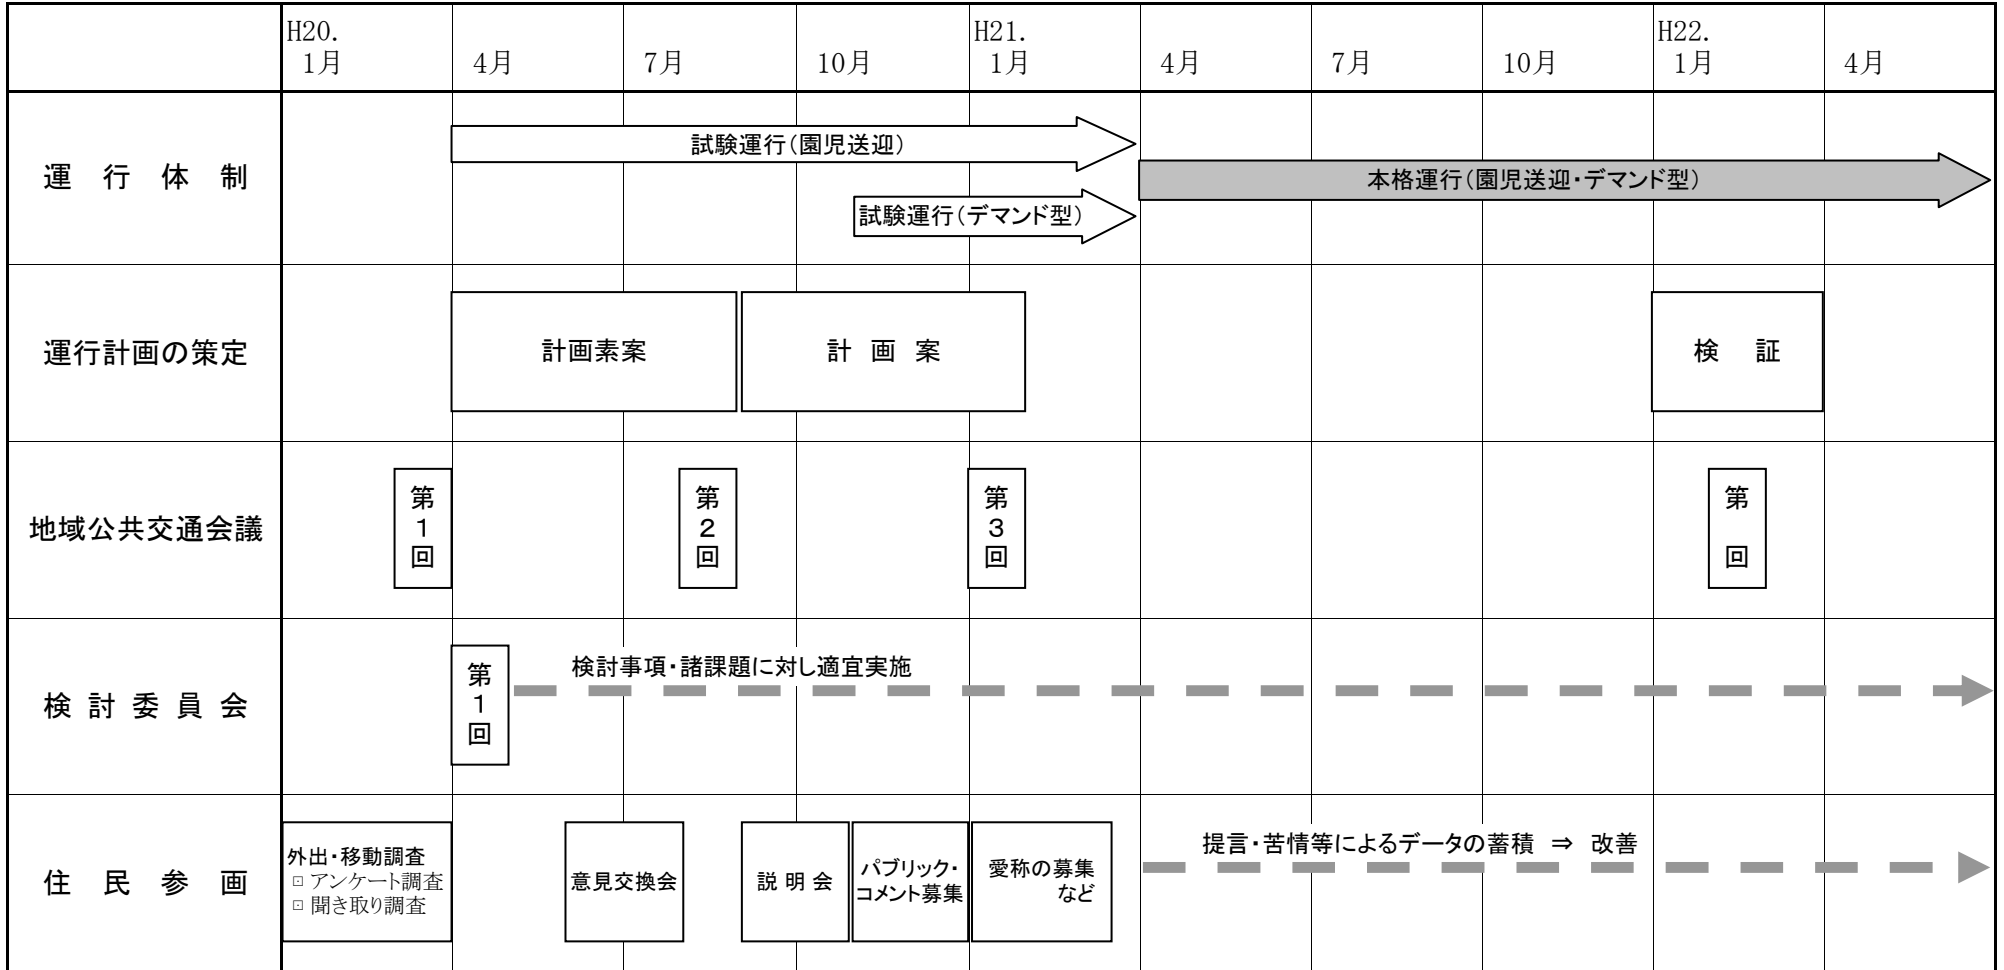 H20.
1月
4月
7月
10月
H21.
1月
4月
7月
10月
H22.
1月
4月
運行体制
試験運行(園児送迎)
試験運行(デマンド型)
本格運行(園児送迎・デマンド型)
運行計画の策定
計画素案
計画案
検証
地域公共交通会議
第
1
回
第
2
回
第
3
回
第
回
検討委員会
第
1
回
検討事項・諸課題に対し適宜実施
住民参画
外出・移動調査
⊡ アンケート調査
⊡ 聞き取り調査
意見交換会
説明会
パブリック・
コメント募集
愛称の募集
など
提言・苦情等によるデータの蓄積 ⇒ 改善